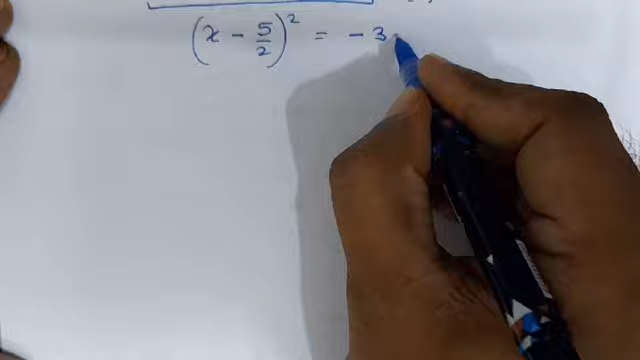 (x - 5/2)² = - 3